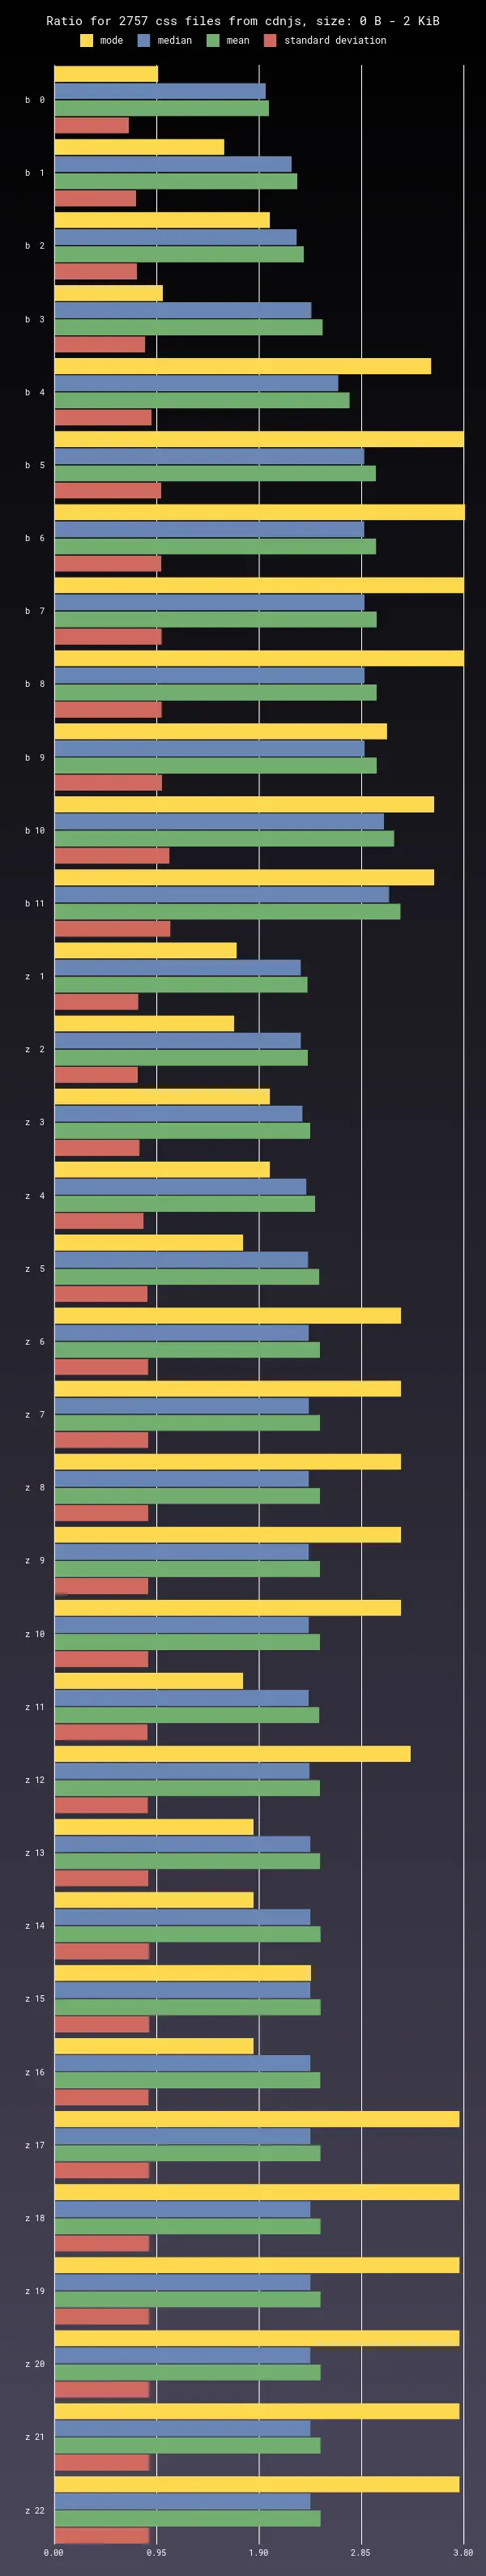 Ratio for 2757 css files from cdnjs, size: 0 B - 2 KiB
mode median mean standard deviation
b 0
b 1
b 2
b 3
b 4
b 5
b 6
b 7
b 8
b 9
b 10
b 11
z 1
z 2
z 3
z 4
z 5
z 6
z 7
z 8
z 9
z 10
z 11
z 12
z 13
z 14
z 15
z 16
z 17
z 18
z 19
z 20
z 21
z 22
0.00 0.95 1.90 2.85 3.80